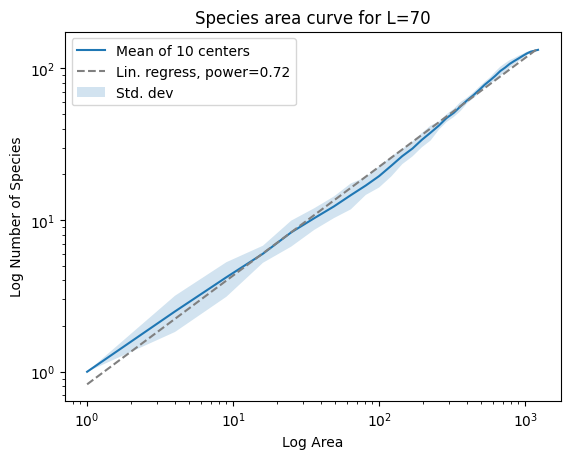 Species area curve for L=70
Mean of 10 centers
Lin. regress, power=0.72
Std. dev
Log Number of Species
10²
10¹
10⁰
10⁰ 10¹ 10² 10³
Log Area